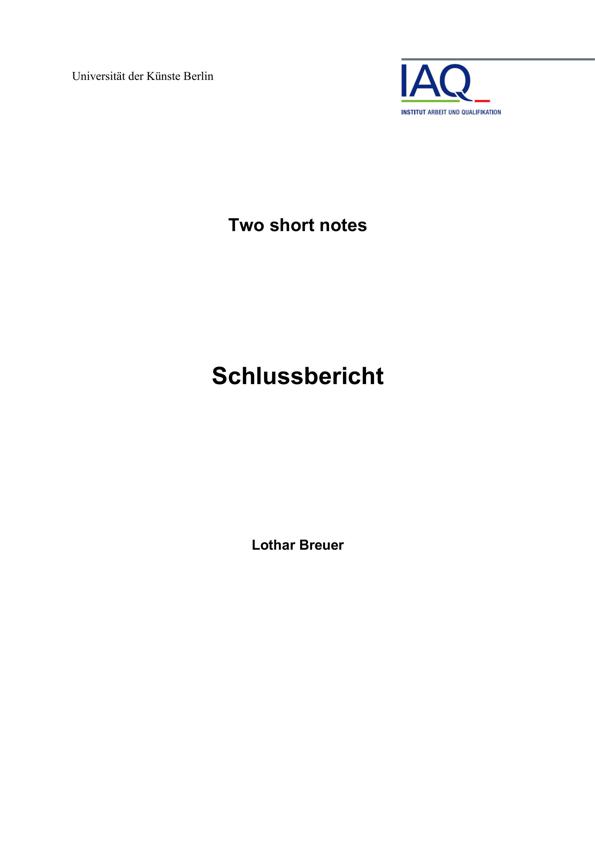 Universität der Künste Berlin
IAQ
INSTITUT ARBEIT UND QUALIFIKATION
Two short notes
Schlussbericht
Lothar Breuer